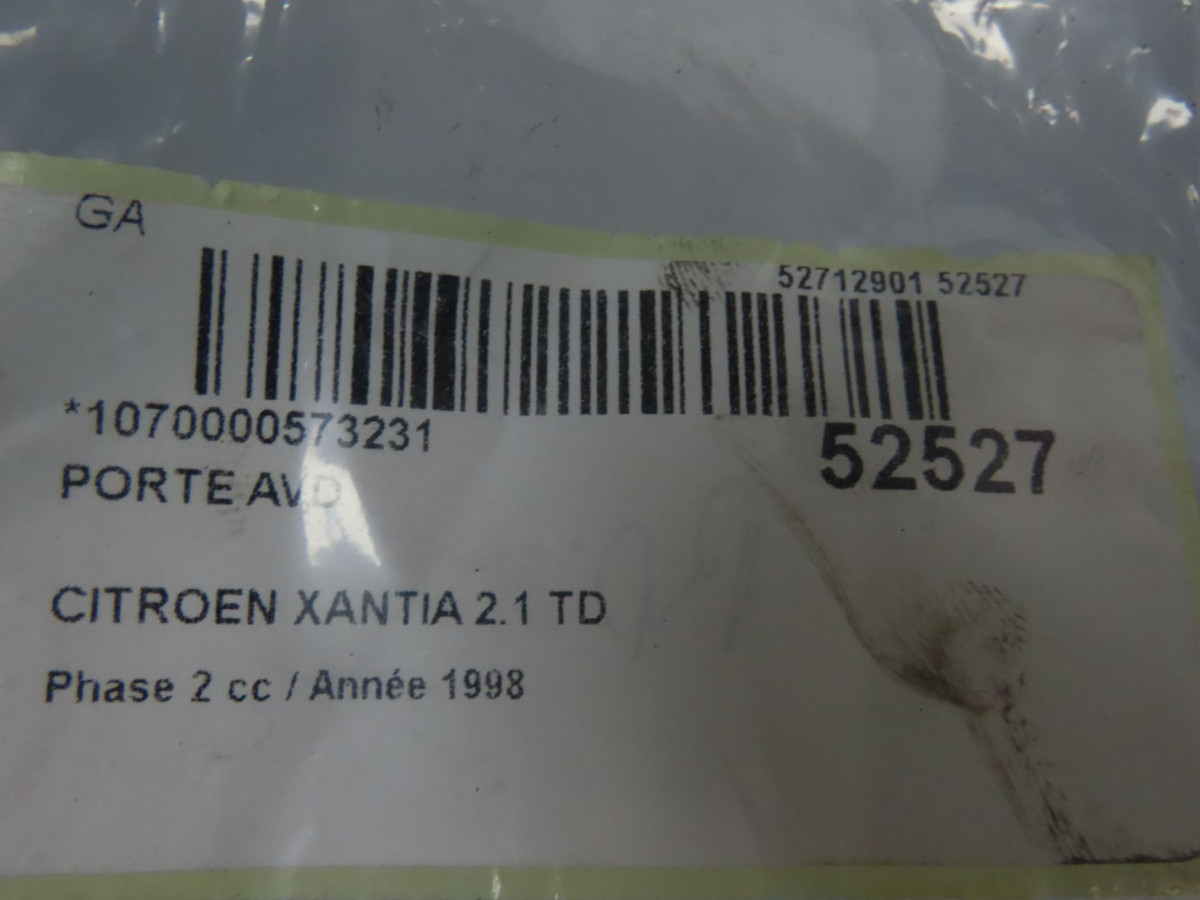 GA
52712901 52527
*1070000573231
52527
PORTE AVD
CITROEN XANTIA 2.1 TD
Phase 2 cc / Année 1998